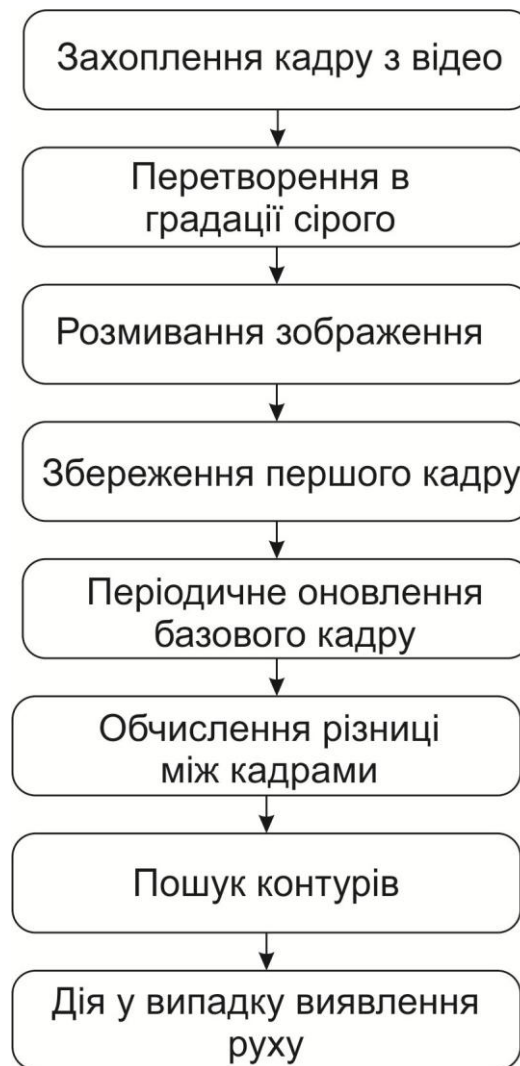 Захоплення кадру з відео
Перетворення в
градації сірого
Розмивання зображення
Збереження першого кадру
Періодичне оновлення
базового кадру
Обчислення різниці
між кадрами
Пошук контурів
Дія у випадку виявлення
руху